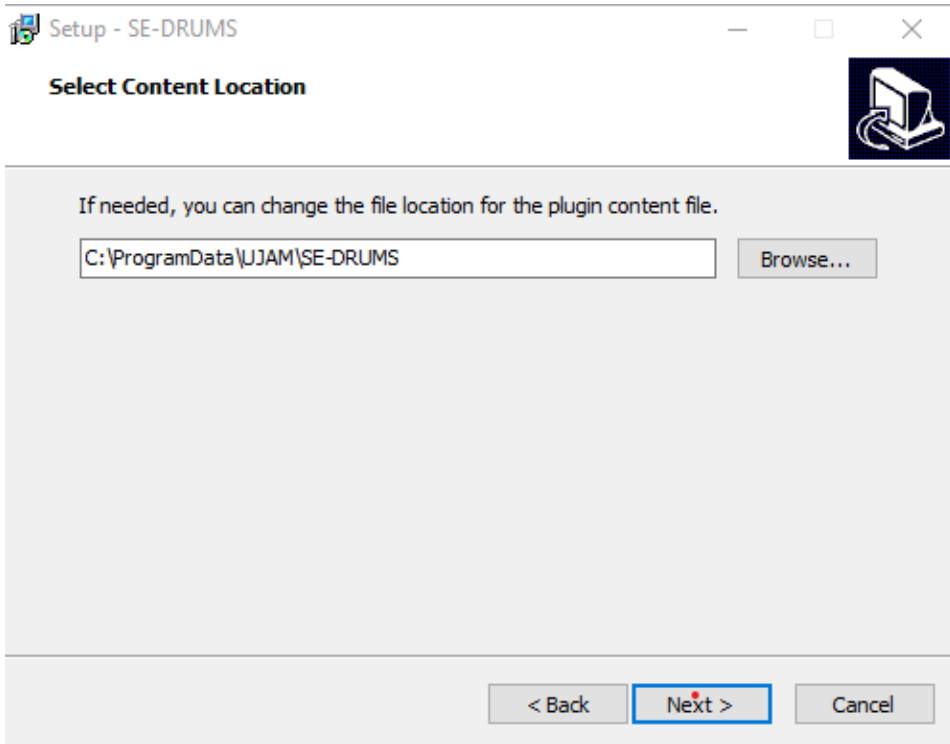 Setup - SE-DRUMS
Select Content Location
If needed, you can change the file location for the plugin content file.
C:\ProgramData\UJAM\SE-DRUMS
Browse...
< Back
Next >
Cancel